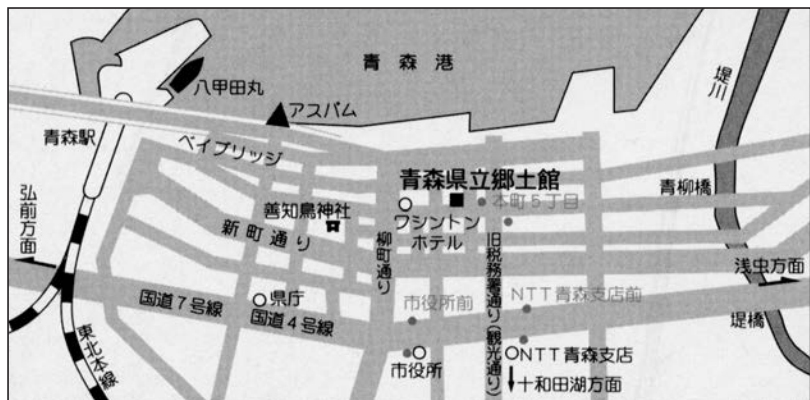 青森港
堤川
八甲田丸
アスパム
青森駅
ベイブリッジ
青森県立郷土館
青柳橋
本町5丁目
弘前方面
善知鳥神社
ワシントン
ホテル
新町通り
柳町通り
旧税務署通り(観光通り)
浅虫方面
県庁
国道7号線
国道4号線
市役所前
NTT青森支店前
堤橋
東北本線
市役所
NTT青森支店
十和田湖方面